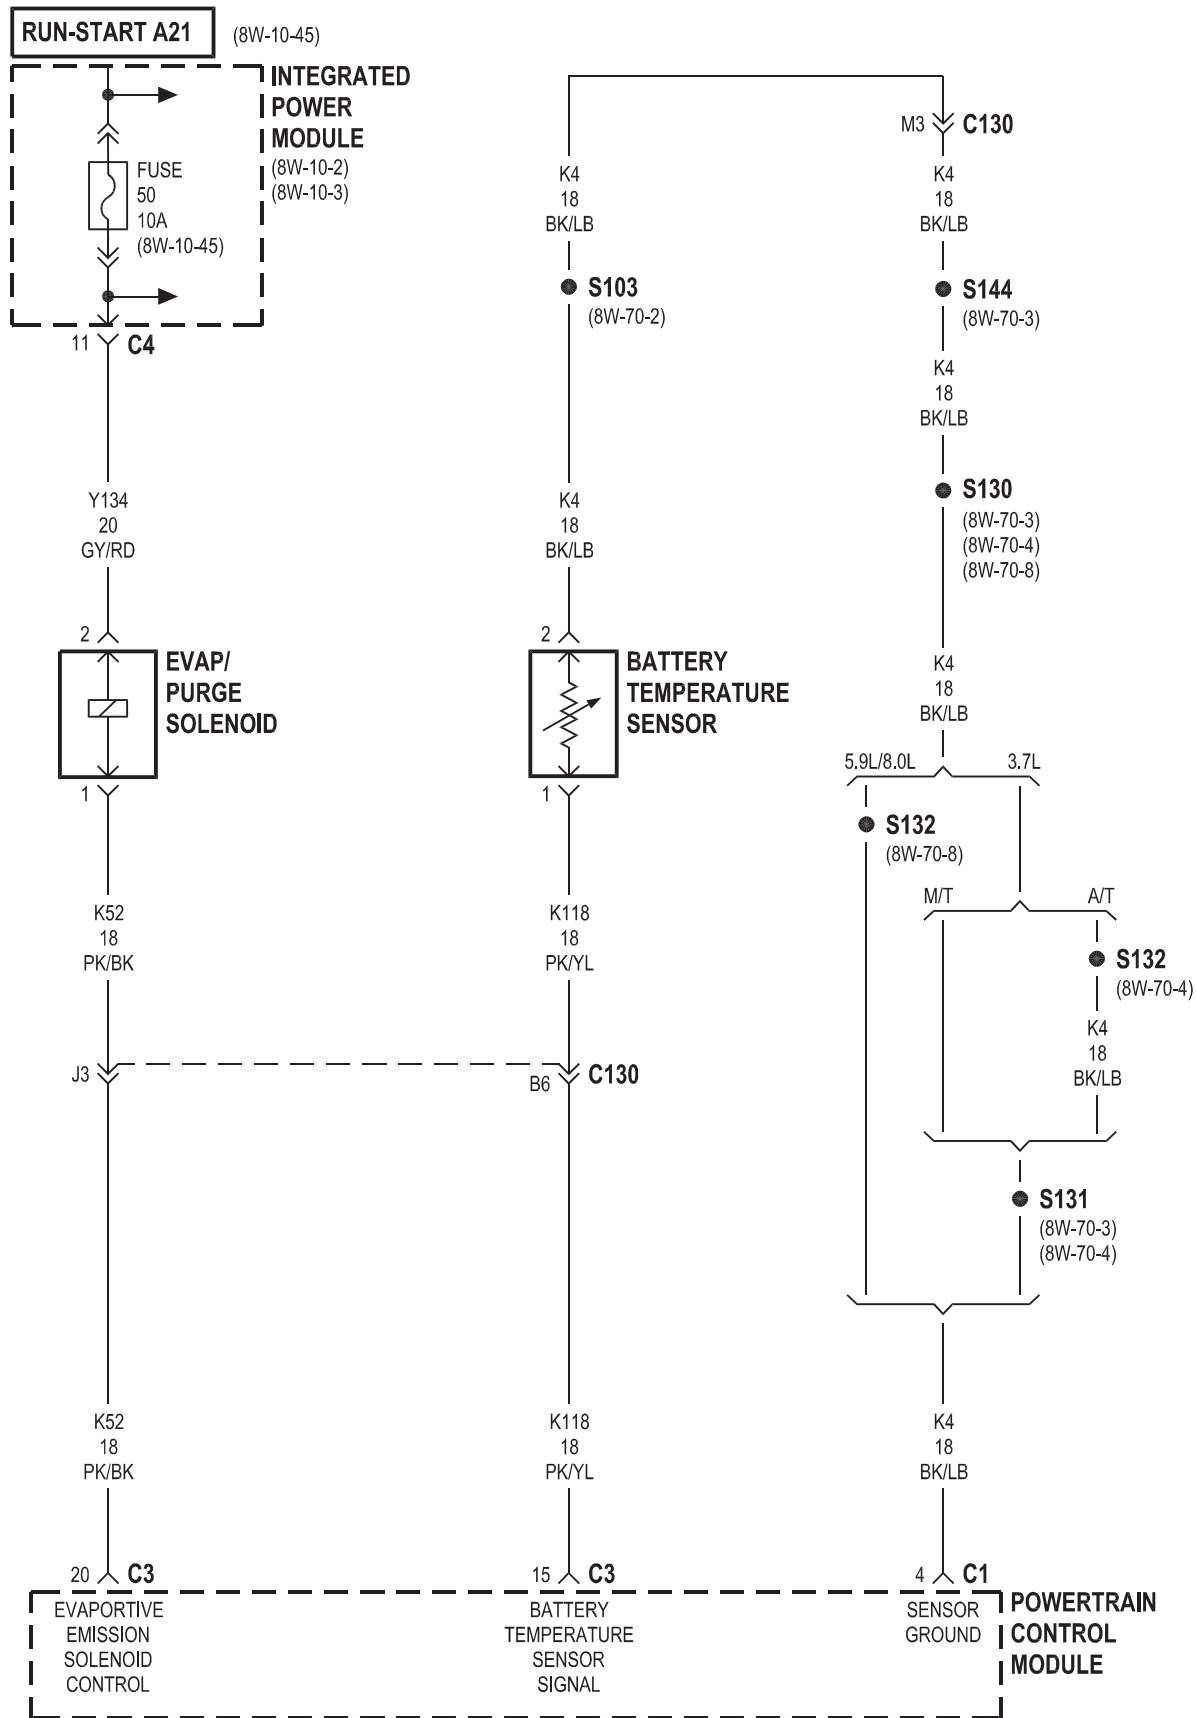 RUN-START A21 (8W-10-45)
INTEGRATED
POWER
MODULE
(8W-10-2)
(8W-10-3)
FUSE
50
10A
(8W-10-45)
11 C4
Y134
20
GY/RD
2
EVAP/
PURGE
SOLENOID
1
K52
18
PK/BK
J3
K52
18
PK/BK
20 C3
EVAPORTIVE
EMISSION
SOLENOID
CONTROL
K4
18
BK/LB
S103
(8W-70-2)
K4
18
BK/LB
2
BATTERY
TEMPERATURE
SENSOR
1
K118
18
PK/YL
B6 C130
K118
18
PK/YL
15 C3
BATTERY
TEMPERATURE
SENSOR
SIGNAL
M3 C130
K4
18
BK/LB
S144
(8W-70-3)
K4
18
BK/LB
S130
(8W-70-3)
(8W-70-4)
(8W-70-8)
K4
18
BK/LB
5.9L/8.0L 3.7L
S132
(8W-70-8)
M/T A/T
S132
(8W-70-4)
K4
18
BK/LB
S131
(8W-70-3)
(8W-70-4)
K4
18
BK/LB
4 C1
SENSOR
GROUND
POWERTRAIN
CONTROL
MODULE